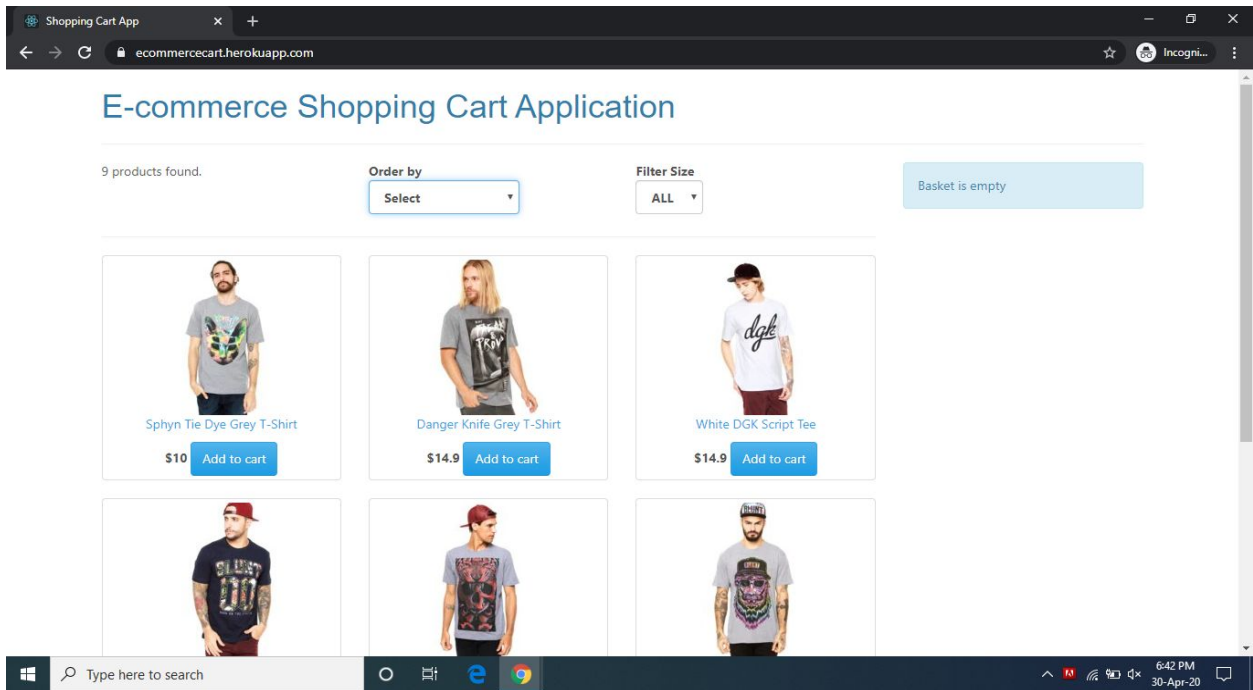 Shopping Cart App
ecommercecart.herokuapp.com
Incogni...
E-commerce Shopping Cart Application
9 products found.
Order by
Select
Filter Size
ALL
Basket is empty
dgk
Sphyn Tie Dye Grey T-Shirt
$10 Add to cart
Danger Knife Grey T-Shirt
$14.9 Add to cart
White DGK Script Tee
$14.9 Add to cart
Type here to search
6:42 PM
30-Apr-20